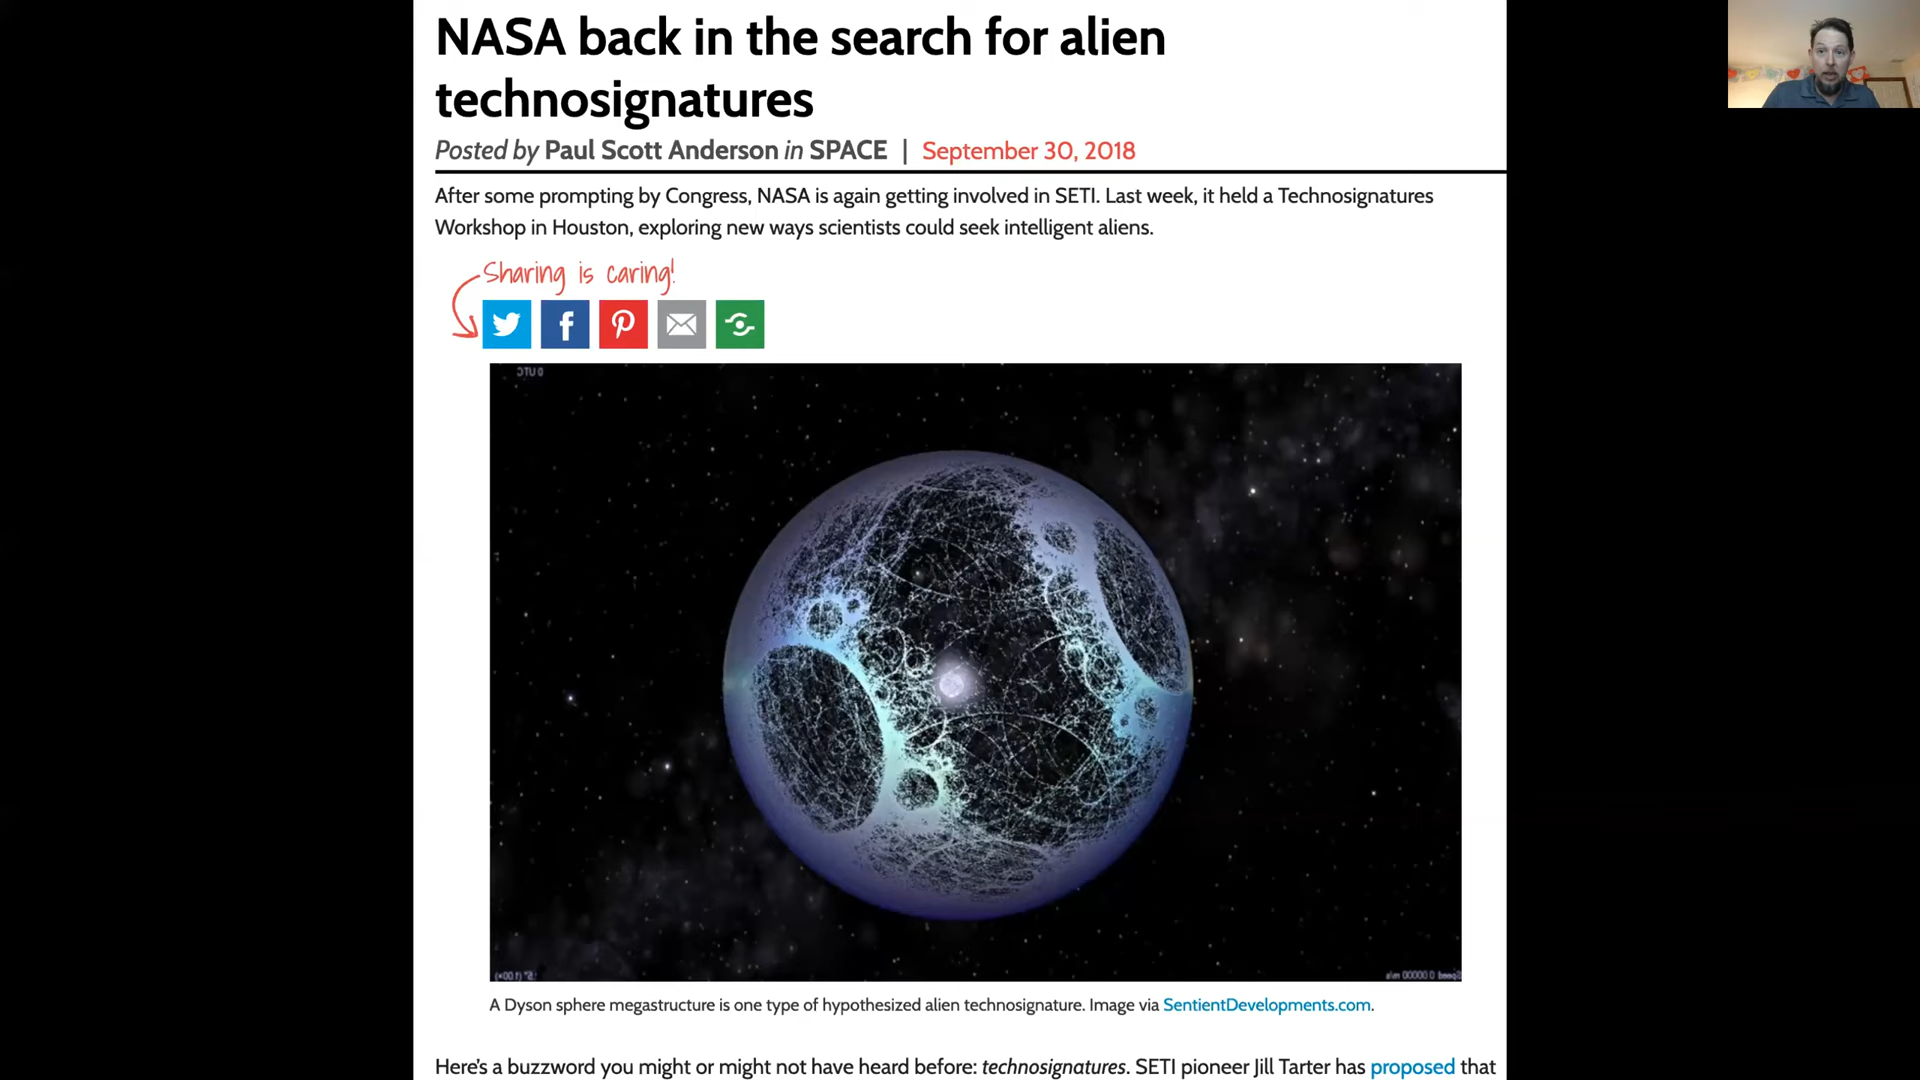 NASA back in the search for alien
technosignatures
Posted by Paul Scott Anderson in SPACE | September 30, 2018
After some prompting by Congress, NASA is again getting involved in SETI. Last week, it held a Technosignatures
Workshop in Houston, exploring new ways scientists could seek intelligent aliens.
Sharing is caring!
A Dyson sphere megastructure is one type of hypothesized alien technosignature. Image via SentientDevelopments.com.
Here's a buzzword you might or might not have heard before: technosignatures. SETI pioneer Jill Tarter has proposed that